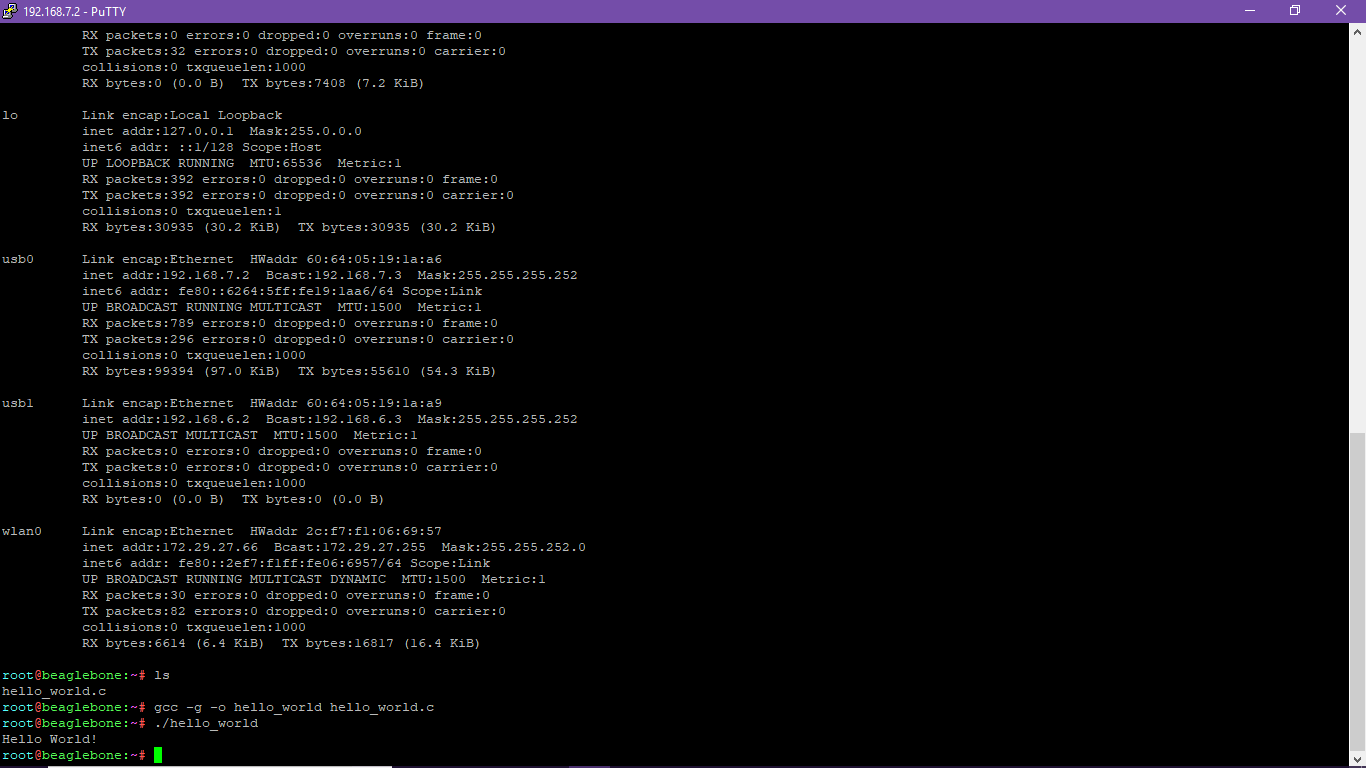 192.168.7.2 - PuTTY
RX packets:0 errors:0 dropped:0 overruns:0 frame:0
TX packets:32 errors:0 dropped:0 overruns:0 carrier:0
collisions:0 txqueuelen:1000
RX bytes:0 (0.0 B)  TX bytes:7408 (7.2 KiB)
lo        Link encap:Local Loopback
inet addr:127.0.0.1  Mask:255.0.0.0
inet6 addr: ::1/128 Scope:Host
UP LOOPBACK RUNNING  MTU:65536  Metric:1
RX packets:392 errors:0 dropped:0 overruns:0 frame:0
TX packets:392 errors:0 dropped:0 overruns:0 carrier:0
collisions:0 txqueuelen:1
RX bytes:30935 (30.2 KiB)  TX bytes:30935 (30.2 KiB)
usb0      Link encap:Ethernet  HWaddr 60:64:05:19:1a:a6
inet addr:192.168.7.2  Bcast:192.168.7.3  Mask:255.255.255.252
inet6 addr: fe80::6264:5ff:fe19:1aa6/64 Scope:Link
UP BROADCAST RUNNING MULTICAST  MTU:1500  Metric:1
RX packets:789 errors:0 dropped:0 overruns:0 frame:0
TX packets:296 errors:0 dropped:0 overruns:0 carrier:0
collisions:0 txqueuelen:1000
RX bytes:99394 (97.0 KiB)  TX bytes:55610 (54.3 KiB)
usb1      Link encap:Ethernet  HWaddr 60:64:05:19:1a:a9
inet addr:192.168.6.2  Bcast:192.168.6.3  Mask:255.255.255.252
UP BROADCAST MULTICAST  MTU:1500  Metric:1
RX packets:0 errors:0 dropped:0 overruns:0 frame:0
TX packets:0 errors:0 dropped:0 overruns:0 carrier:0
collisions:0 txqueuelen:1000
RX bytes:0 (0.0 B)  TX bytes:0 (0.0 B)
wlan0     Link encap:Ethernet  HWaddr 2c:f7:f1:06:69:57
inet addr:172.29.27.66  Bcast:172.29.27.255  Mask:255.255.252.0
inet6 addr: fe80::2ef7:f1ff:fe06:6957/64 Scope:Link
UP BROADCAST RUNNING MULTICAST DYNAMIC  MTU:1500  Metric:1
RX packets:30 errors:0 dropped:0 overruns:0 frame:0
TX packets:82 errors:0 dropped:0 overruns:0 carrier:0
collisions:0 txqueuelen:1000
RX bytes:6614 (6.4 KiB)  TX bytes:16817 (16.4 KiB)
root@beaglebone:~# ls
hello_world.c
root@beaglebone:~# gcc -g -o hello_world hello_world.c
root@beaglebone:~# ./hello_world
Hello World!
root@beaglebone:~#